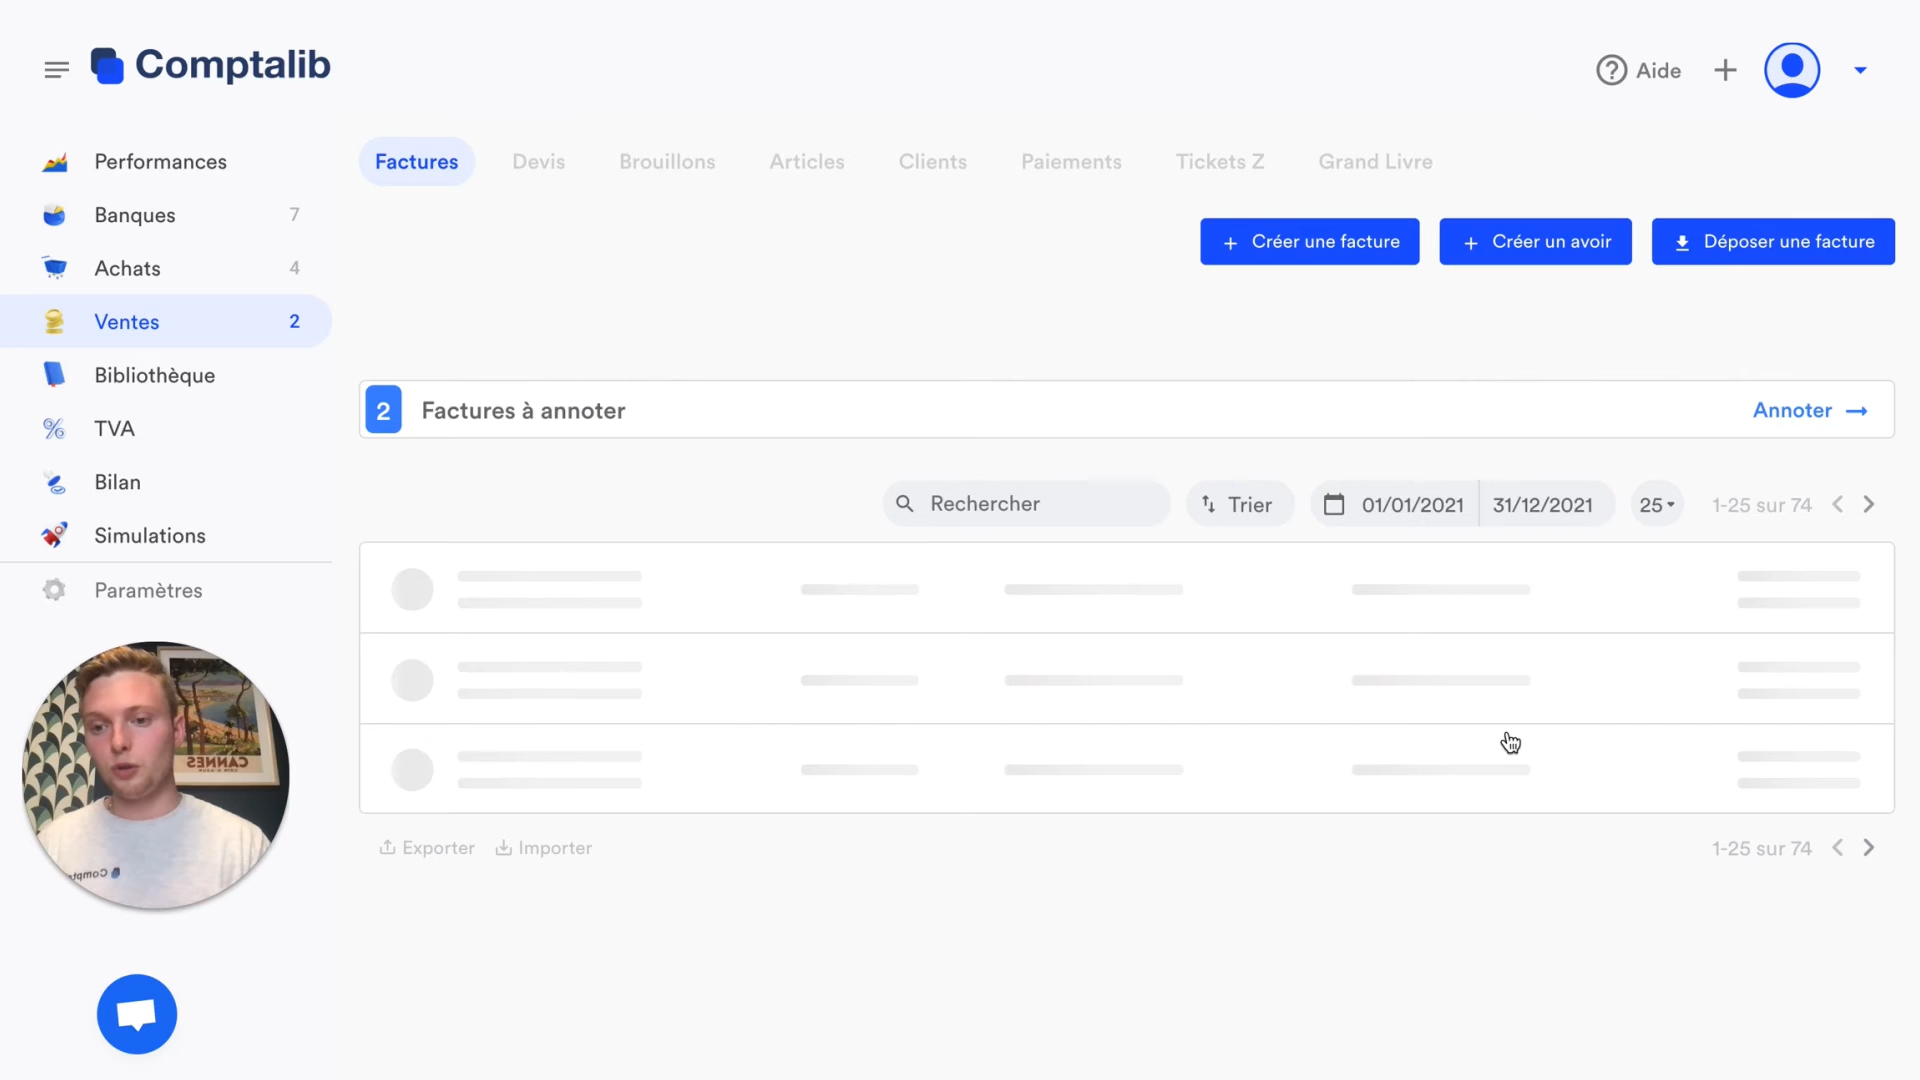 Comptalib
Aide
Performances
Banques 7
Achats 4
Ventes 2
Bibliothèque
TVA
Bilan
Simulations
Paramètres
Factures Devis Brouillons Articles Clients Paiements Tickets Z Grand Livre
+ Créer une facture + Créer un avoir Déposer une facture
2 Factures à annoter Annoter →
Rechercher Trier 01/01/2021 31/12/2021 25 1-25 sur 74
Exporter Importer 1-25 sur 74
CANNES